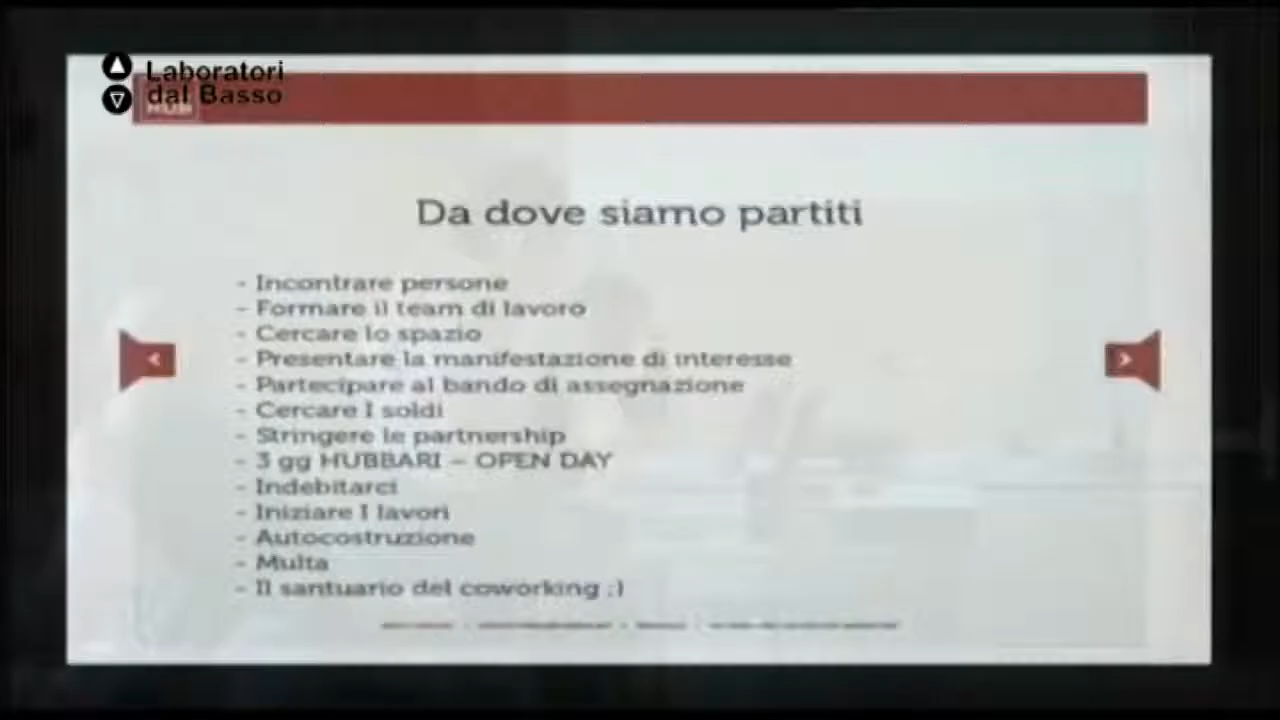 Laboratori
dal Basso
HUB
Da dove siamo partiti
- Incontrare persone
- Formare il team di lavoro
- Cercare lo spazio
- Presentare la manifestazione di interesse
- Partecipare al bando di assegnazione
- Cercare I soldi
- Stringere le partnership
- 3 gg HUBBARI – OPEN DAY
- Indebitarci
- Iniziare I lavori
- Autocostruzione
- Multa
- Il santuario del coworking ;)